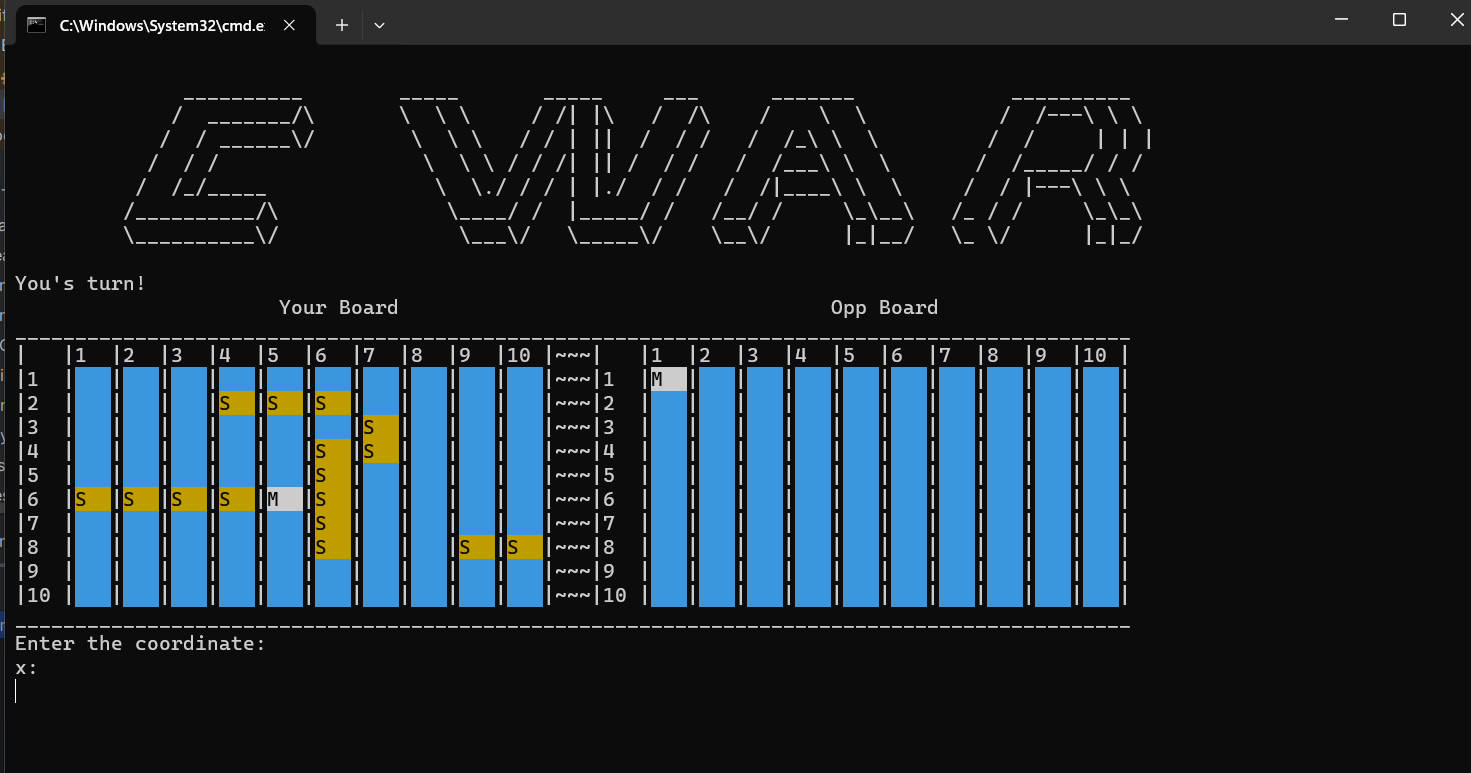 C:\Windows\System32\cmd.e
C WAR
You's turn!
Your Board Opp Board
| |1 |2 |3 |4 |5 |6 |7 |8 |9 |10 |~~~| |1 |2 |3 |4 |5 |6 |7 |8 |9 |10 |
|1 | | | | | | | | | | |~~~|1 |M | | | | | | | | | |
|2 | | | |S |S |S | | | | |~~~|2 | | | | | | | | | | |
|3 | | | | | | |S | | | |~~~|3 | | | | | | | | | | |
|4 | | | | | |S |S | | | |~~~|4 | | | | | | | | | | |
|5 | | | | | |S | | | | |~~~|5 | | | | | | | | | | |
|6 |S |S |S |S |M |S | | | | |~~~|6 | | | | | | | | | | |
|7 | | | | | |S | | | | |~~~|7 | | | | | | | | | | |
|8 | | | | | |S | | |S |S |~~~|8 | | | | | | | | | | |
|9 | | | | | | | | | | |~~~|9 | | | | | | | | | | |
|10 | | | | | | | | | | |~~~|10 | | | | | | | | | | |
Enter the coordinate:
x: